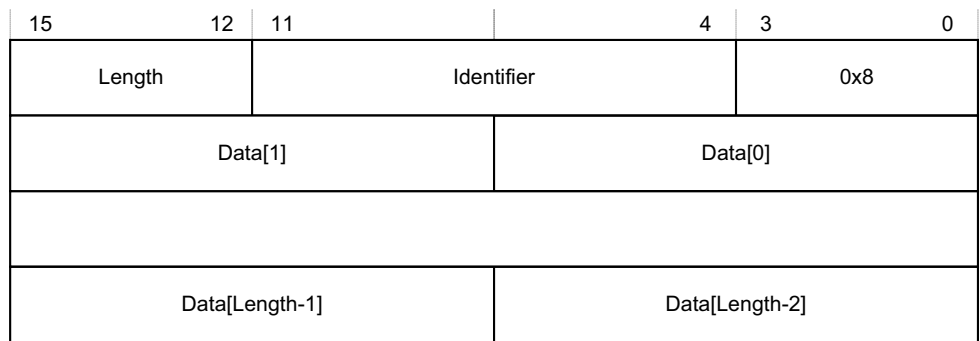 15 12 11 4 3 0
Length Identifier 0x8
Data[1] Data[0]
Data[Length-1] Data[Length-2]